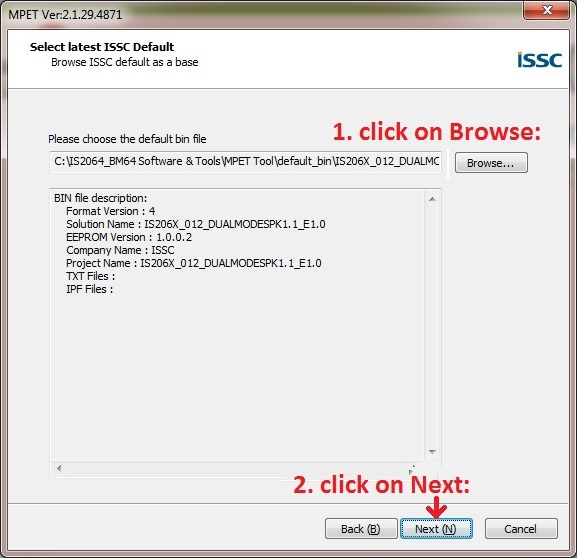 MPET Ver:2.1.29.4871
Select latest ISSC Default
Browse ISSC default as a base
ISSC
1. click on Browse:
Please choose the default bin file
C:\IS2064_BM64 Software & Tools\MPET Tool\default_bin\IS206X_012_DUALMC
Browse...
BIN file description:
Format Version : 4
Solution Name : IS206X_012_DUALMODESPK1.1_E1.0
EEPROM Version : 1.0.0.2
Company Name : ISSC
Project Name : IS206X_012_DUALMODESPK1.1_E1.0
TXT Files :
IPF Files :
2. click on Next:
Back (B)
Next (N)
Cancel